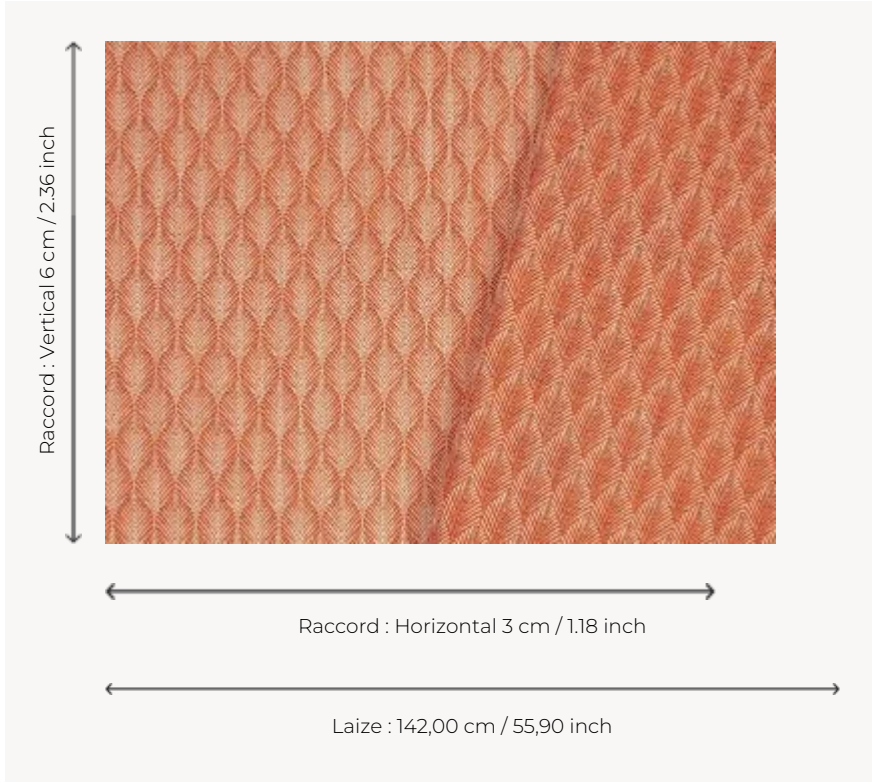 Raccord : Vertical 6 cm / 2.36 inch
Raccord : Horizontal 3 cm / 1.18 inch
Laize : 142,00 cm / 55,90 inch